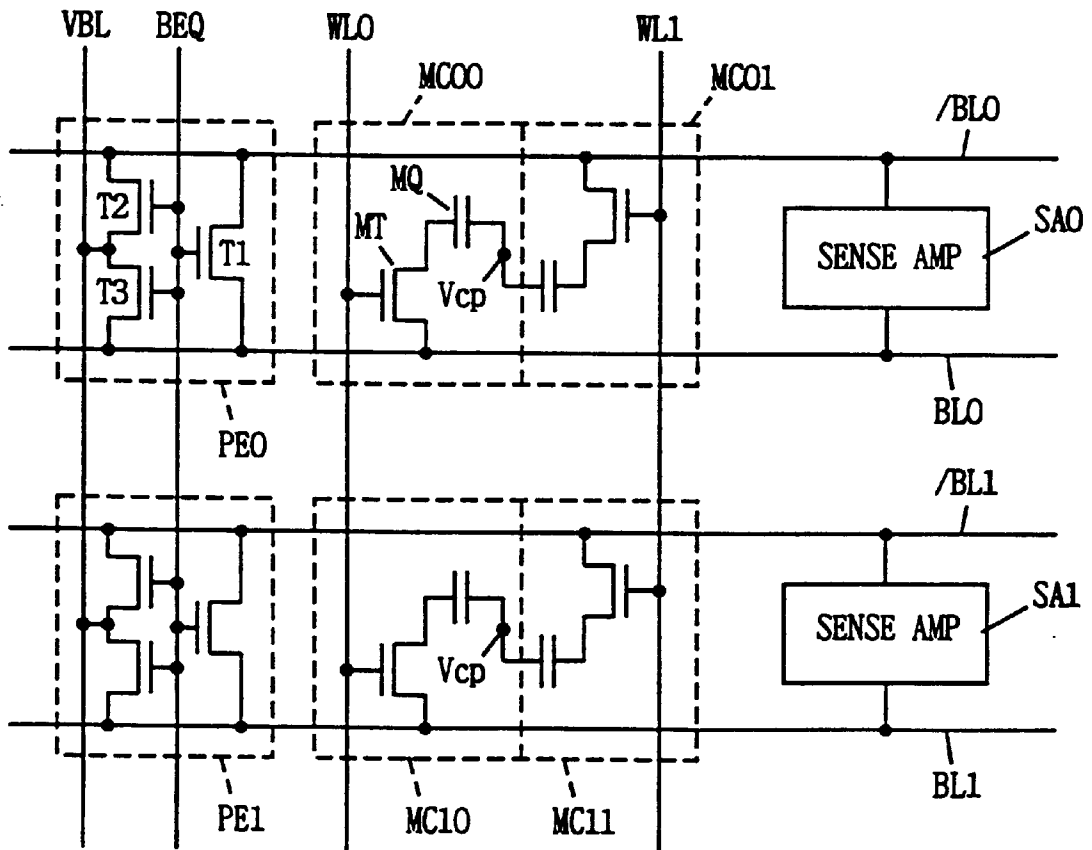 VBL BEQ WL0 WL1
MC00 MC01
/BL0
T2 MQ
MT SENSE AMP SA0
T1
T3 Vcp
BL0
PE0
/BL1
SENSE AMP SA1
Vcp
BL1
PE1 MC10 MC11